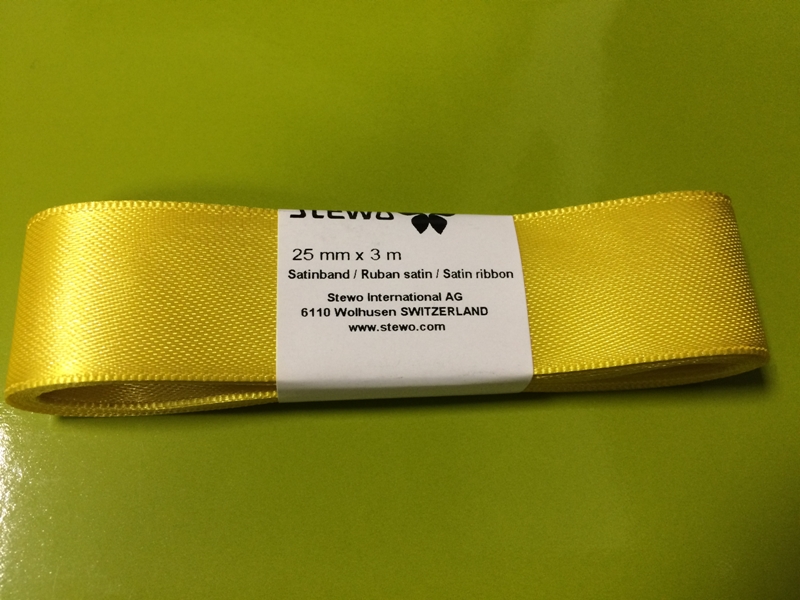 stewo
25 mm x 3 m
Satinband / Ruban satin / Satin ribbon
Stewo International AG
6110 Wolhusen SWITZERLAND
www.stewo.com